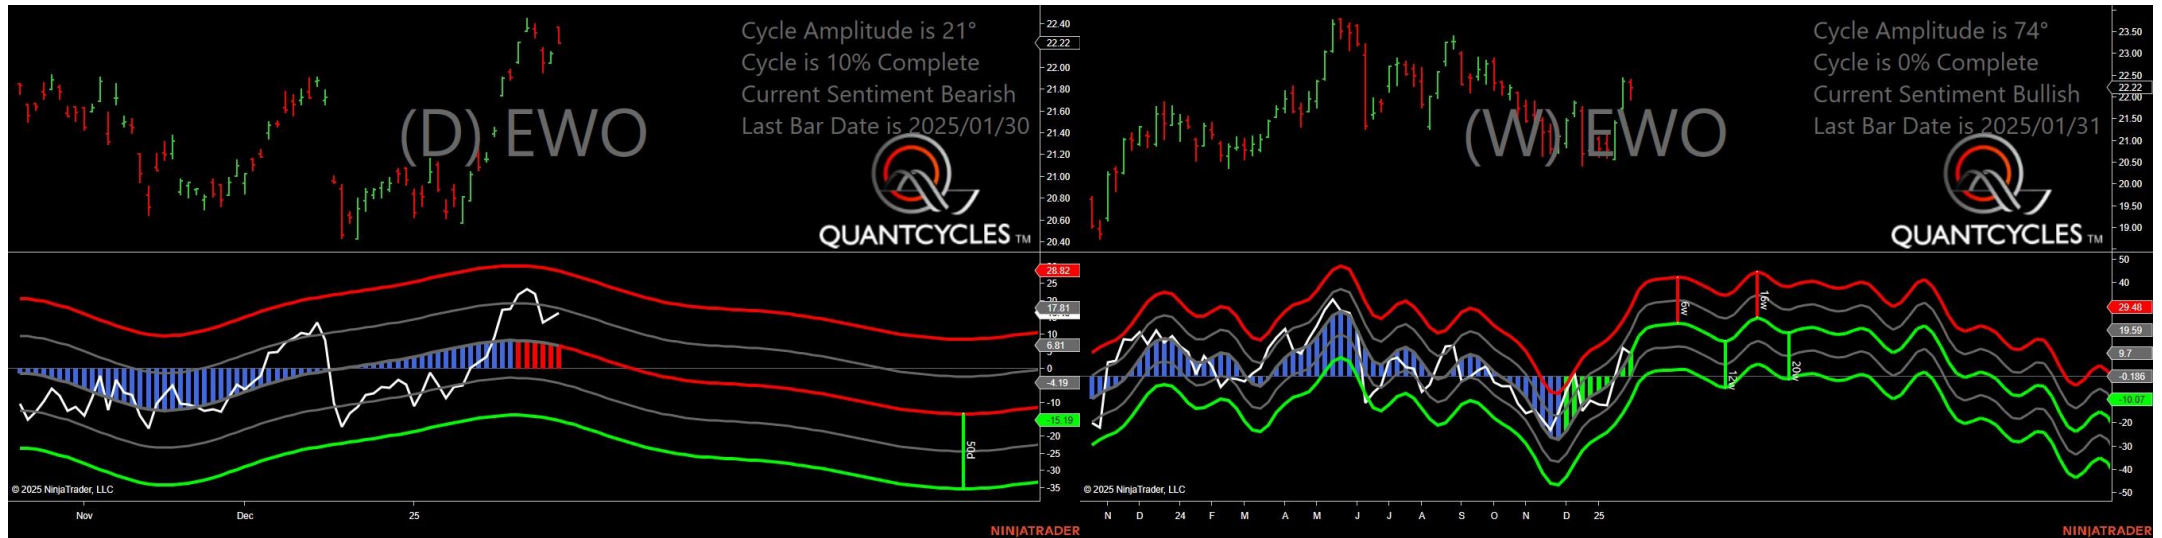 Cycle Amplitude is 21°
Cycle is 10% Complete
Current Sentiment Bearish
Last Bar Date is 2025/01/30
(D) EWO
QUANTCYCLES TM
22.40
22.22
22.00
21.80
21.60
21.40
21.20
21.00
20.80
20.60
20.40
28.82
25
20
17.81
10
6.81
5
0
-4.19
-10
-15.19
-20
-25
-30
-35
50d
© 2025 NinjaTrader, LLC
Nov
Dec
25
NINJATRADER
Cycle Amplitude is 74°
Cycle is 0% Complete
Current Sentiment Bullish
Last Bar Date is 2025/01/31
(W) EWO
QUANTCYCLES TM
23.50
23.00
22.50
22.22
22.00
21.50
21.00
20.50
20.00
19.50
19.00
50
40
29.48
19.59
9.7
-0.186
-10.07
-20
-30
-40
-50
6w
16w
12w
20w
© 2025 NinjaTrader, LLC
N D 24 F M A M J J A S O N D 25
NINJATRADER